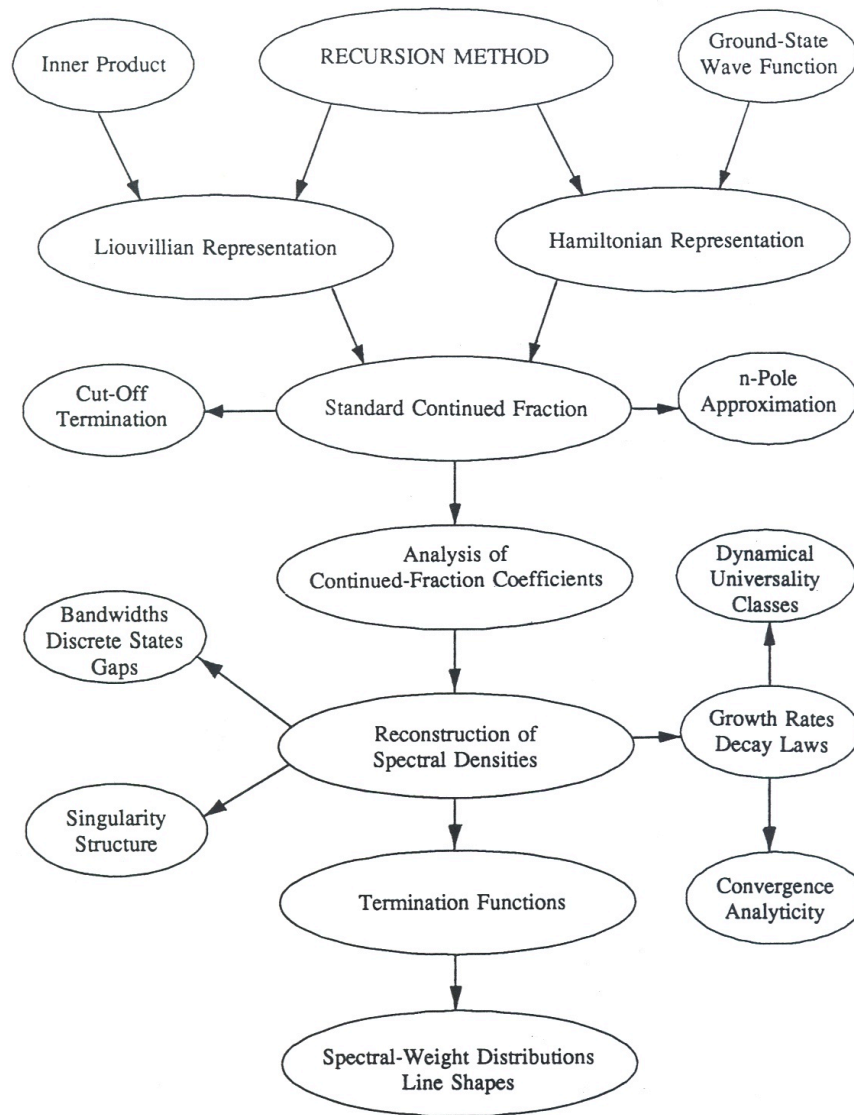 Inner Product
RECURSION METHOD
Ground-State
Wave Function
Liouvillian Representation
Hamiltonian Representation
Cut-Off
Termination
Standard Continued Fraction
n-Pole
Approximation
Analysis of
Continued-Fraction Coefficients
Dynamical
Universality
Classes
Bandwidths
Discrete States
Gaps
Reconstruction of
Spectral Densities
Growth Rates
Decay Laws
Singularity
Structure
Termination Functions
Convergence
Analyticity
Spectral-Weight Distributions
Line Shapes